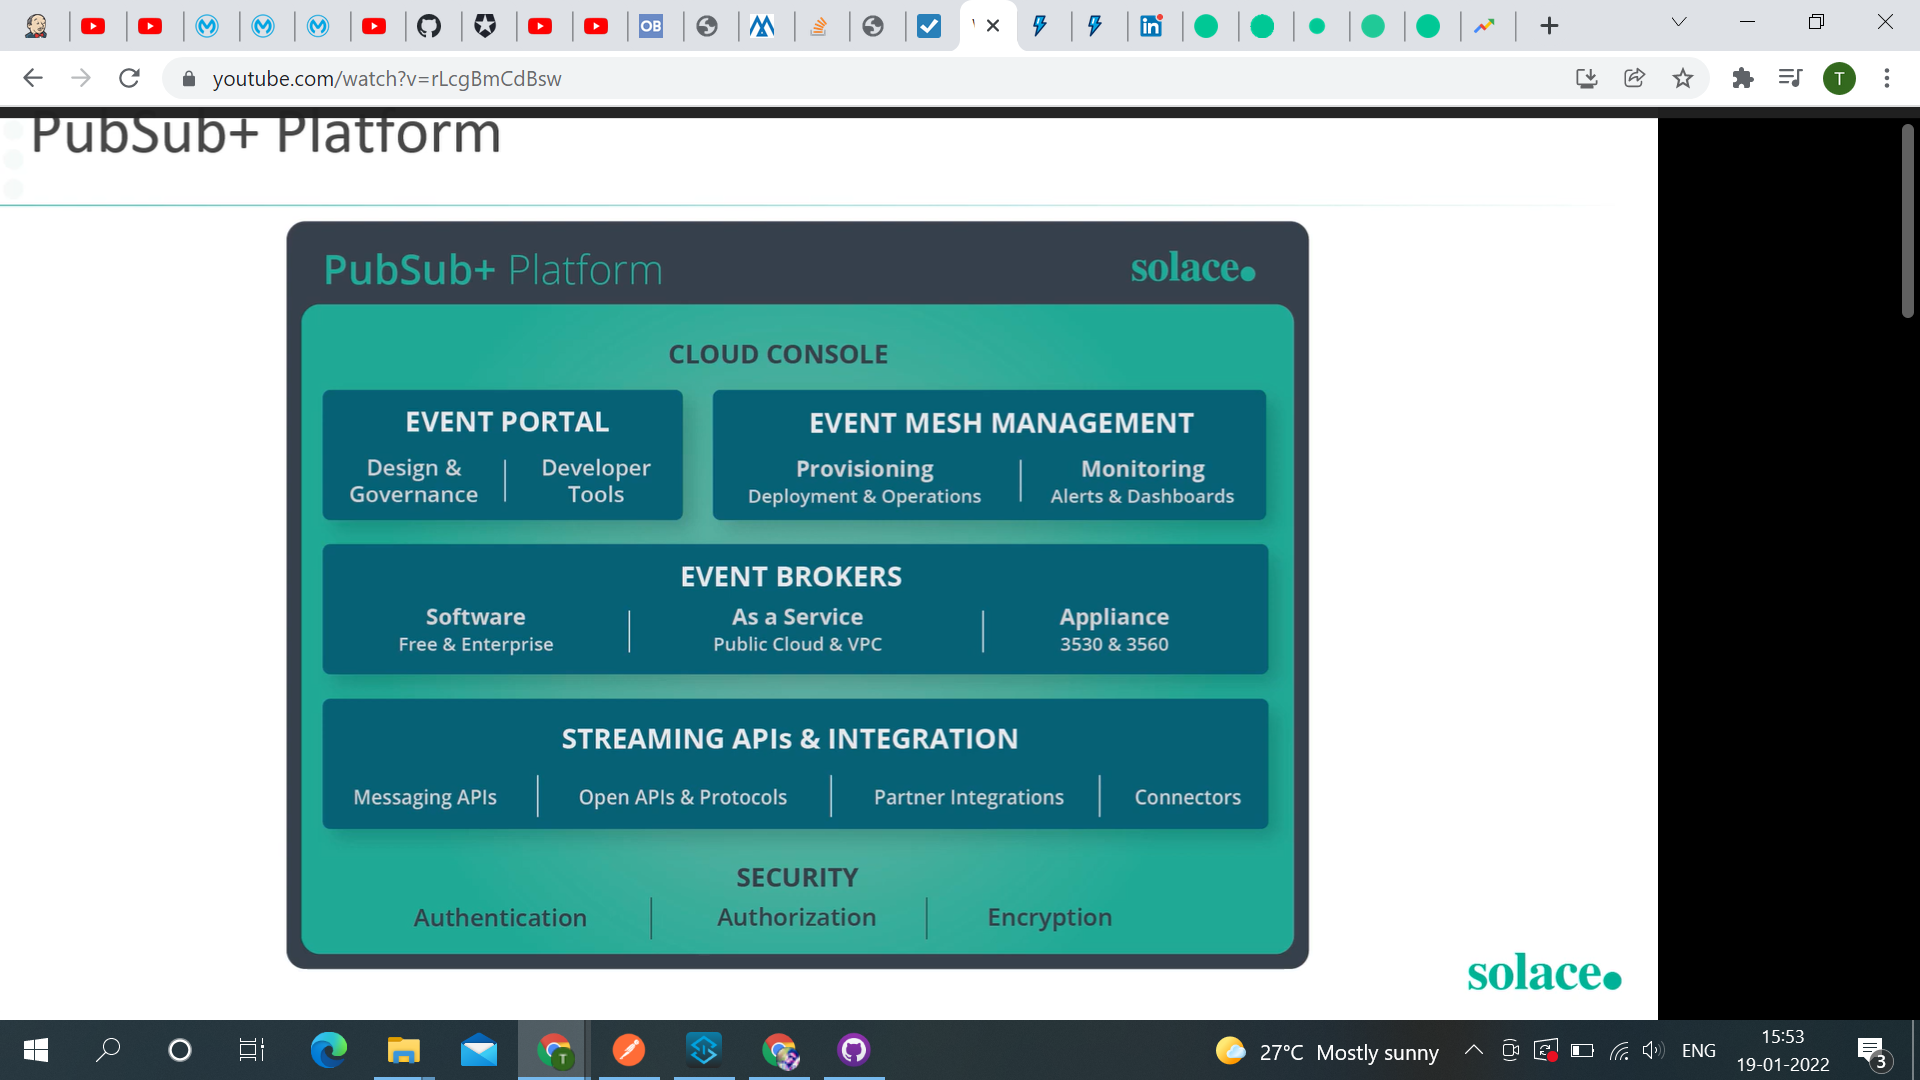 OB
in
youtube.com/watch?v=rLcgBmCdBsw
T
PubSub+ Platform
PubSub+ Platform
solace.
CLOUD CONSOLE
EVENT PORTAL
Design & Governance
Developer Tools
EVENT MESH MANAGEMENT
Provisioning
Deployment & Operations
Monitoring
Alerts & Dashboards
EVENT BROKERS
Software
Free & Enterprise
As a Service
Public Cloud & VPC
Appliance
3530 & 3560
STREAMING APIs & INTEGRATION
Messaging APIs
Open APIs & Protocols
Partner Integrations
Connectors
SECURITY
Authentication
Authorization
Encryption
solace.
T
27°C Mostly sunny
ENG
15:53
19-01-2022
3